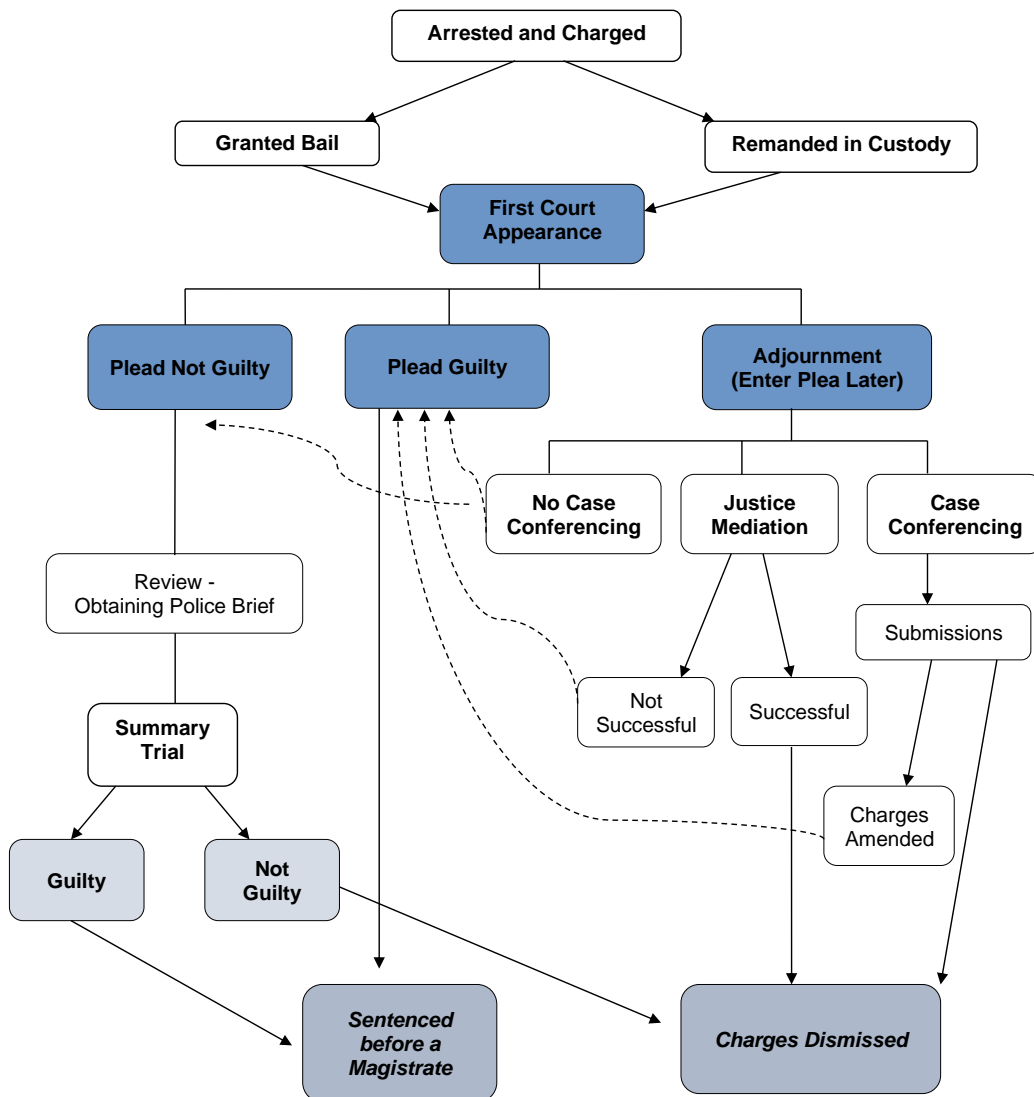 Arrested and Charged
Granted Bail
Remanded in Custody
First Court
Appearance
Plead Not Guilty
Plead Guilty
Adjournment
(Enter Plea Later)
No Case
Conferencing
Justice
Mediation
Case
Conferencing
Review -
Obtaining Police Brief
Submissions
Not
Successful
Successful
Summary
Trial
Charges
Amended
Guilty
Not
Guilty
Sentenced
before a
Magistrate
Charges Dismissed